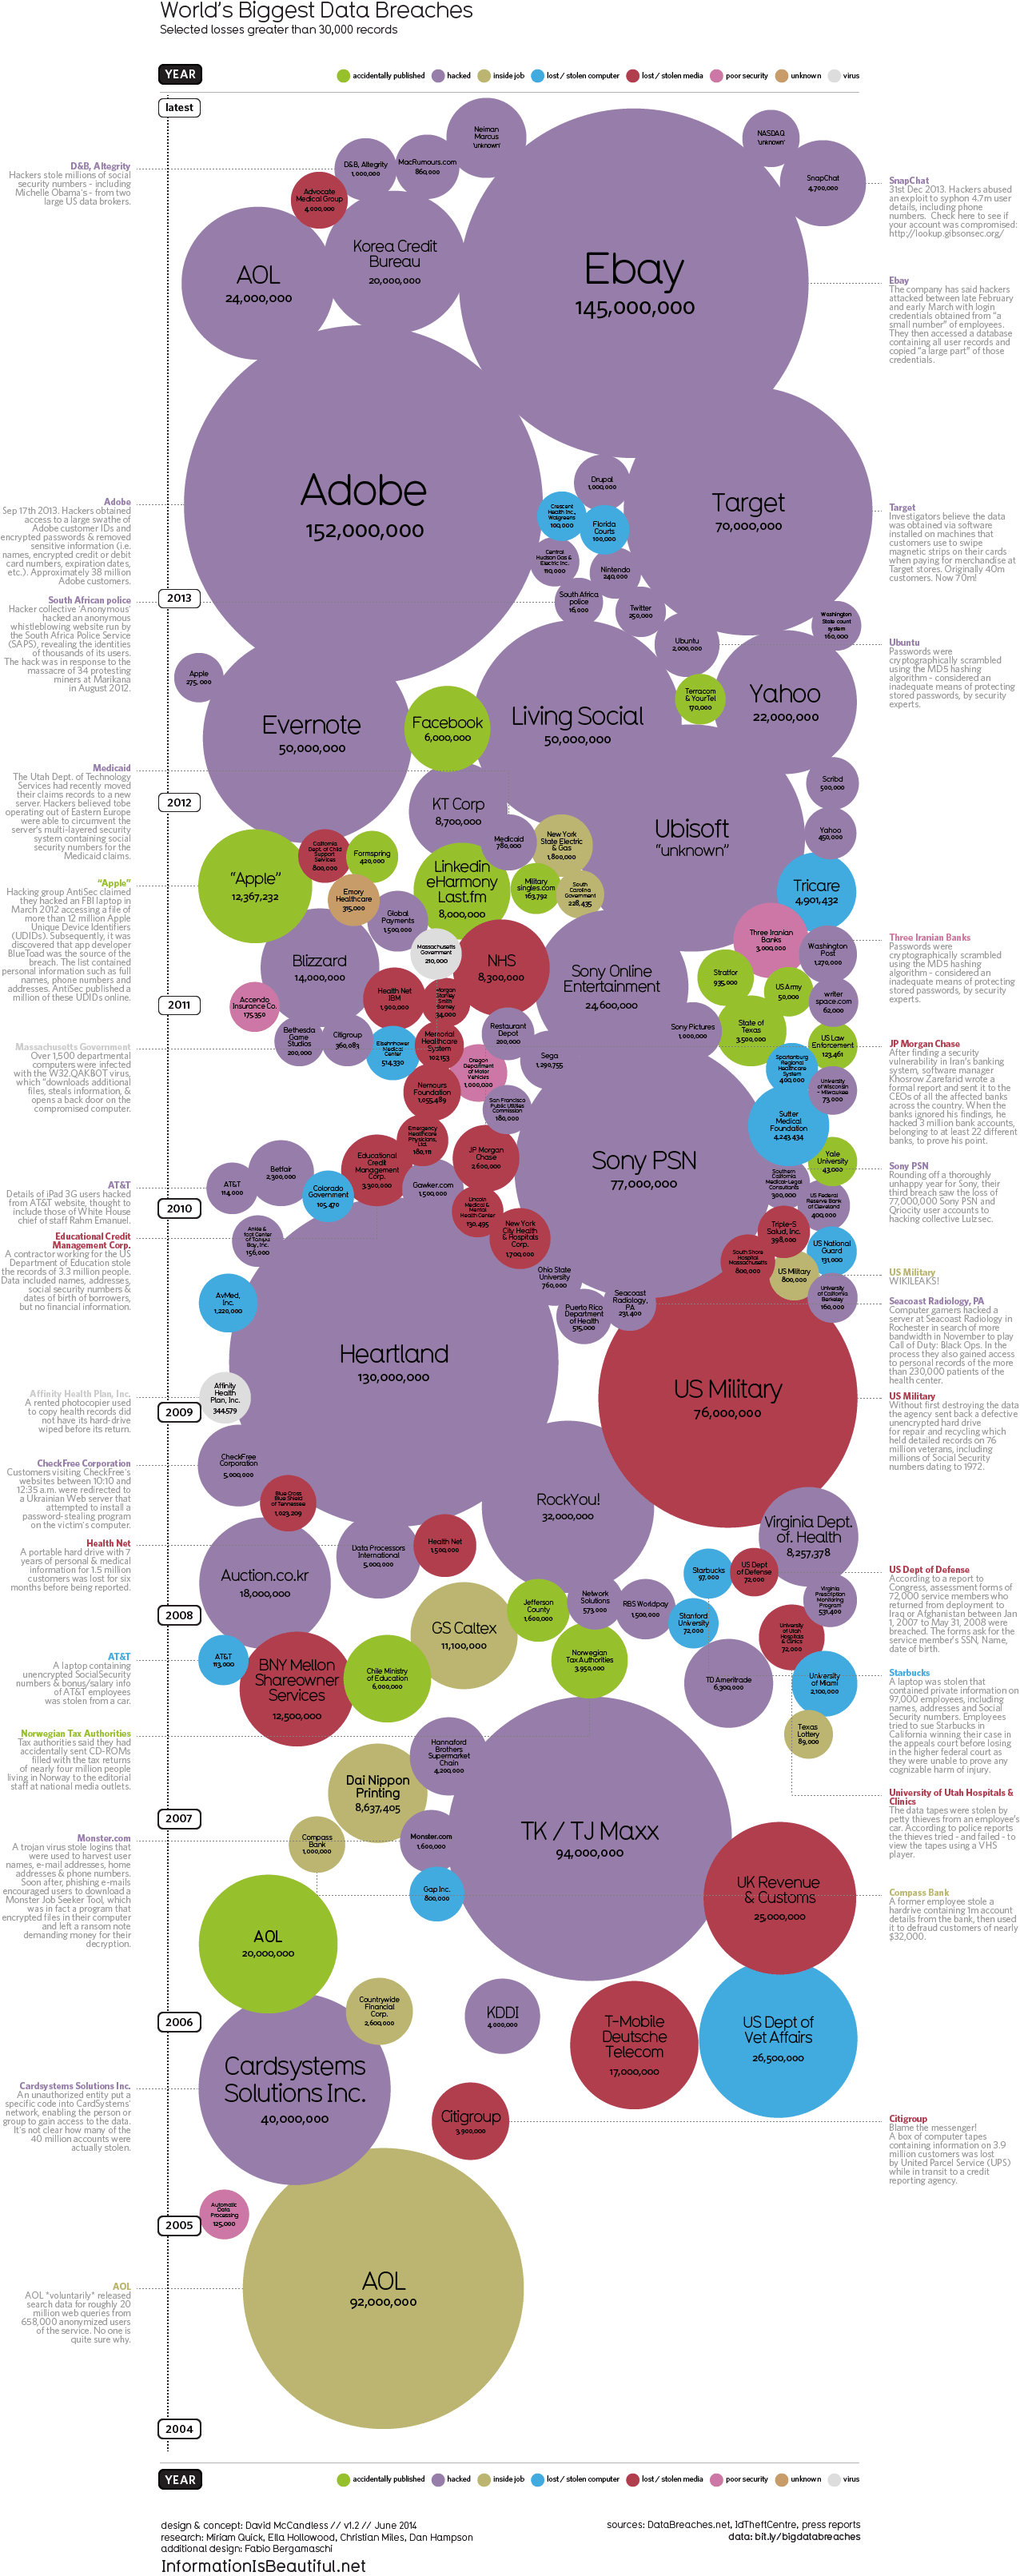 World's Biggest Data Breaches
Selected losses greater than 30,000 records
YEAR
accidentally published
hacked
inside job
lost / stolen computer
lost / stolen media
poor security
unknown
virus
latest
Neiman
Marcus
'unknown'
NASDAQ
'unknown'
D&B, Altegrity
1,000,000
MacRumours.com
860,000
SnapChat
4,700,000
Advocate
Medical Group
4,000,000
D&B, Altegrity
Hackers stole millions of social
security numbers - including
Michelle Obama's - from two
large US data brokers.
SnapChat
31st Dec 2013. Hackers abused
an exploit to syphon 4.7m user
details, including phone
numbers. Check here to see if
your account was compromised:
http://lookup.gibsonsec.org/
AOL
24,000,000
Korea Credit
Bureau
20,000,000
Ebay
145,000,000
Ebay
The company has said hackers
attacked between late February
and early March with login
credentials obtained from "a
small number" of employees.
They then accessed a database
containing all user records and
copied "a large part" of those
credentials.
Adobe
152,000,000
Drupal
1,000,000
Crescent
Health Inc.,
Walgreens
100,000
Florida
Courts
100,000
Target
70,000,000
Central
Hudson Gas &
Electric Inc.
110,000
Nintendo
240,000
South Africa
police
16,000
Twitter
250,000
Adobe
Sep 17th 2013. Hackers obtained
access to a large swathe of
Adobe customer IDs and
encrypted passwords & removed
sensitive information (i.e.
names, encrypted credit or debit
card numbers, expiration dates,
etc.). Approximately 38 million
Adobe customers.
Target
Investigators believe the data
was obtained via software
installed on machines that
customers use to swipe
magnetic strips on their cards
when paying for merchandise at
Target stores. Originally 40m
customers. Now 70m!
2013
South African police
Hacker collective 'Anonymous'
hacked an anonymous
whistleblowing website run by
the South Africa Police Service
(SAPS), revealing the identities
of thousands of its users.
The hack was in response to the
massacre of 34 protesting
miners at Marikana
in August 2012.
Washington
State court
system
160,000
Ubuntu
2,000,000
Ubuntu
Passwords were
cryptographically scrambled
using the MD5 hashing
algorithm - considered an
inadequate means of protecting
stored passwords, by security
experts.
Apple
275,000
Evernote
50,000,000
Facebook
6,000,000
Living Social
50,000,000
Terracom
& YourTel
170,000
Yahoo
22,000,000
Medicaid
The Utah Dept. of Technology
Services had recently moved
their claims records to a new
server. Hackers believed tobe
operating out of Eastern Europe
were able to circumvent the
server's multi-layered security
system containing social
security numbers for the
Medicaid claims.
2012
KT Corp
8,700,000
Scribd
500,000
Ubisoft
"unknown"
Yahoo
450,000
Medicaid
780,000
New York
State Electric
& Gas
1,800,000
California
Dept. of Child
Support
Services
800,000
Formspring
420,000
"Apple"
12,367,232
Linkedin
eHarmony
Last.fm
8,000,000
Military
singles.com
163,792
South
Carolina
Government
228,435
Tricare
4,901,432
Emory
Healthcare
315,000
Global
Payments
1,500,000
"Apple"
Hacking group AntiSec claimed
they hacked an FBI laptop in
March 2012 accessing a file of
more than 12 million Apple
Unique Device Identifiers
(UDIDs). Subsequently, it was
discovered that app developer
BlueToad was the source of the
breach. The list contained
personal information such as full
names, phone numbers and
addresses. AntiSec published a
million of these UDIDs online.
Three Iranian
Banks
3,000,000
Washington
Post
1,270,000
Three Iranian Banks
Passwords were
cryptographically scrambled
using the MD5 hashing
algorithm - considered an
inadequate means of protecting
stored passwords, by security
experts.
Blizzard
14,000,000
Massachusetts
Government
210,000
NHS
8,300,000
Sony Online
Entertainment
24,600,000
Stratfor
935,000
US Army
50,000
writer
space.com
62,000
2011
Accendo
Insurance Co.
175,350
Health Net
IBM
1,900,000
Morgan
Stanley
Smith
Barney
34,000
Bethesda
Game
Studios
200,000
Citigroup
360,083
Eisenhower
Medical
Center
514,330
Memorial
Healthcare
System
102,153
Restaurant
Depot
200,000
Sony Pictures
1,000,000
State of
Texas
3,500,000
US Law
Enforcement
123,461
Massachusetts Government
Over 1,500 departmental
computers were infected
with the W32.QAKBOT virus,
which "downloads additional
files, steals information, &
opens a back door on the
compromised computer.
JP Morgan Chase
After finding a security
vulnerability in Iran's banking
system, software manager
Khosrow Zarefarid wrote a
formal report and sent it to the
CEOs of all the affected banks
across the country. When the
banks ignored his findings, he
hacked 3 million bank accounts,
belonging to at least 22 different
banks, to prove his point.
Sega
1,290,755
Oregon
Department
of Motor
Vehicles
1,000,000
Spartanburg
Regional
Healthcare
System
400,000
University
of Wisconsin
- Milwaukee
73,000
Nemours
Foundation
1,055,489
San Francisco
Public Utilities
Commission
180,000
Sutter
Medical
Foundation
4,243,434
Emergency
Healthcare
Physicians,
Ltd.
180,111
JP Morgan
Chase
2,600,000
Sony PSN
77,000,000
Yale
University
43,000
Sony PSN
Rounding off a thoroughly
unhappy year for Sony, their
third breach saw the loss of
77,000,000 Sony PSN and
Qriocity user accounts to
hacking collective Lulzsec.
Betfair
2,300,000
Educational
Credit
Management
Corp.
3,300,000
AT&T
114,000
Colorado
Government
105,470
Gawker.com
1,500,000
Southern
California
Medical-Legal
Consultants
300,000
US Federal
Reserve Bank
of Cleveland
400,000
AT&T
Details of iPad 3G users hacked
from AT&T website, thought to
include those of White House
chief of staff Rahm Emanuel.
2010
Lincoln
Medical &
Mental
Health Center
130,495
New York
City Health
& Hospitals
Corp.
1,700,000
Triple-S
Salud, Inc.
398,000
Ankle &
foot Center
of Tampa
Bay, Inc.
156,000
South Shore
Hospital
Massachusetts
800,000
US National
Guard
131,000
Educational Credit
Management Corp.
A contractor working for the US
Department of Education stole
the records of 3.3 million people.
Data included names, addresses,
social security numbers &
dates of birth of borrowers,
but no financial information.
Ohio State
University
760,000
US Military
800,000
US Military
WIKILEAKS!
AvMed,
Inc.
1,220,000
Puerto Rico
Department
of Health
515,000
Seacoast
Radiology,
PA
231,400
University
of California
Berkeley
160,000
Seacoast Radiology, PA
Computer gamers hacked a
server at Seacoast Radiology in
Rochester in search of more
bandwidth in November to play
Call of Duty: Black Ops. In the
process they also gained access
to personal records of the more
than 230,000 patients of the
health center.
Heartland
130,000,000
US Military
76,000,000
US Military
Without first destroying the data
the agency sent back a defective
unencrypted hard drive
for repair and recycling which
held detailed records on 76
million veterans, including
millions of Social Security
numbers dating to 1972.
Affinity Health Plan, Inc.
A rented photocopier used
to copy health records did
not have its hard-drive
wiped before its return.
Affinity
Health
Plan, Inc.
344,579
2009
CheckFree Corporation
Customers visiting CheckFree's
websites between 10:10 and
12:35 a.m. were redirected to
a Ukrainian Web server that
attempted to install a
password-stealing program
on the victim's computer.
CheckFree
Corporation
5,000,000
Blue Cross
Blue Shield
of Tennessee
1,023,209
RockYou!
32,000,000
Virginia Dept.
of. Health
8,257,378
Health Net
A portable hard drive with 7
years of personal & medical
information for 1.5 million
customers was lost for six
months before being reported.
Auction.co.kr
18,000,000
Data Processors
International
5,000,000
Health Net
1,500,000
Starbucks
97,000
US Dept
of Defense
72,000
US Dept of Defense
According to a report to
Congress, assessment forms of
72,000 service members who
returned from deployment to
Iraq or Afghanistan between Jan
1, 2007 to May 31, 2008 were
breached. The forms ask for the
service member's SSN, Name,
date of birth.
2008
GS Caltex
11,100,000
Jefferson
County
1,600,000
Network
Solutions
573,000
RBS Worldpay
1,500,000
Stanford
University
72,000
Virginia
Prescription
Monitoring
Program
531,400
University
of Utah
Hospitals
& Clinics
72,000
AT&T
A laptop containing
unencrypted SocialSecurity
numbers & bonus/salary info
of AT&T employees
was stolen from a car.
AT&T
113,000
BNY Mellon
Shareowner
Services
12,500,000
Chile Ministry
of Education
6,000,000
Norwegian
Tax Authorities
3,950,000
TD Ameritrade
6,300,000
University
of Miami
2,100,000
Starbucks
A laptop was stolen that
contained private information on
97,000 employees, including
names, addresses and Social
Security numbers. Employees
tried to sue Starbucks in
California winning their case in
the appeals court before losing
in the higher federal court as
they were unable to prove any
cognizable harm of injury.
Norwegian Tax Authorities
Tax authorities said they had
accidentally sent CD-ROMs
filled with the tax returns
of nearly four million people
living in Norway to the editorial
staff at national media outlets.
Hannaford
Brothers
Supermarket
Chain
4,200,000
Texas
Lottery
89,000
Dai Nippon
Printing
8,637,405
University of Utah Hospitals &
Clinics
The data tapes were stolen by
petty thieves from an employee's
car. According to police reports
the thieves tried - and failed - to
view the tapes using a VHS
player.
2007
Monster.com
A trojan virus stole logins that
were used to harvest user
names, e-mail addresses, home
addresses & phone numbers.
Soon after, phishing e-mails
encouraged users to download a
Monster Job Seeker Tool, which
was in fact a program that
encrypted files in their computer
and left a ransom note
demanding money for their
decryption.
Compass
Bank
1,000,000
Monster.com
1,600,000
TK / TJ Maxx
94,000,000
Gap Inc.
800,000
UK Revenue
& Customs
25,000,000
Compass Bank
A former employee stole a
hardrive containing 1m account
details from the bank, then used
it to defraud customers of nearly
$32,000.
AOL
20,000,000
2006
Countrywide
Financial
Corp.
2,600,000
KDDI
4,000,000
T-Mobile
Deutsche
Telecom
17,000,000
US Dept of
Vet Affairs
26,500,000
Cardsystems Solutions Inc.
An unauthorized entity put a
specific code into CardSystems'
network, enabling the person or
group to gain access to the data.
It's not clear how many of the
40 million accounts were
actually stolen.
Cardsystems
Solutions Inc.
40,000,000
Citigroup
3,900,000
Citigroup
Blame the messenger!
A box of computer tapes
containing information on 3.9
million customers was lost
by United Parcel Service (UPS)
while in transit to a credit
reporting agency.
Automatic
Data
Processing
125,000
2005
AOL
AOL *voluntarily* released
search data for roughly 20
million web queries from
658,000 anonymized users
of the service. No one is
quite sure why.
AOL
92,000,000
2004
YEAR
accidentally published
hacked
inside job
lost / stolen computer
lost / stolen media
poor security
unknown
virus
design & concept: David McCandless // v1.2 // June 2014
research: Miriam Quick, Ella Hollowood, Christian Miles, Dan Hampson
additional design: Fabio Bergamaschi
InformationIsBeautiful.net
sources: DataBreaches.net, IdTheftCentre, press reports
data: bit.ly/bigdatabreaches